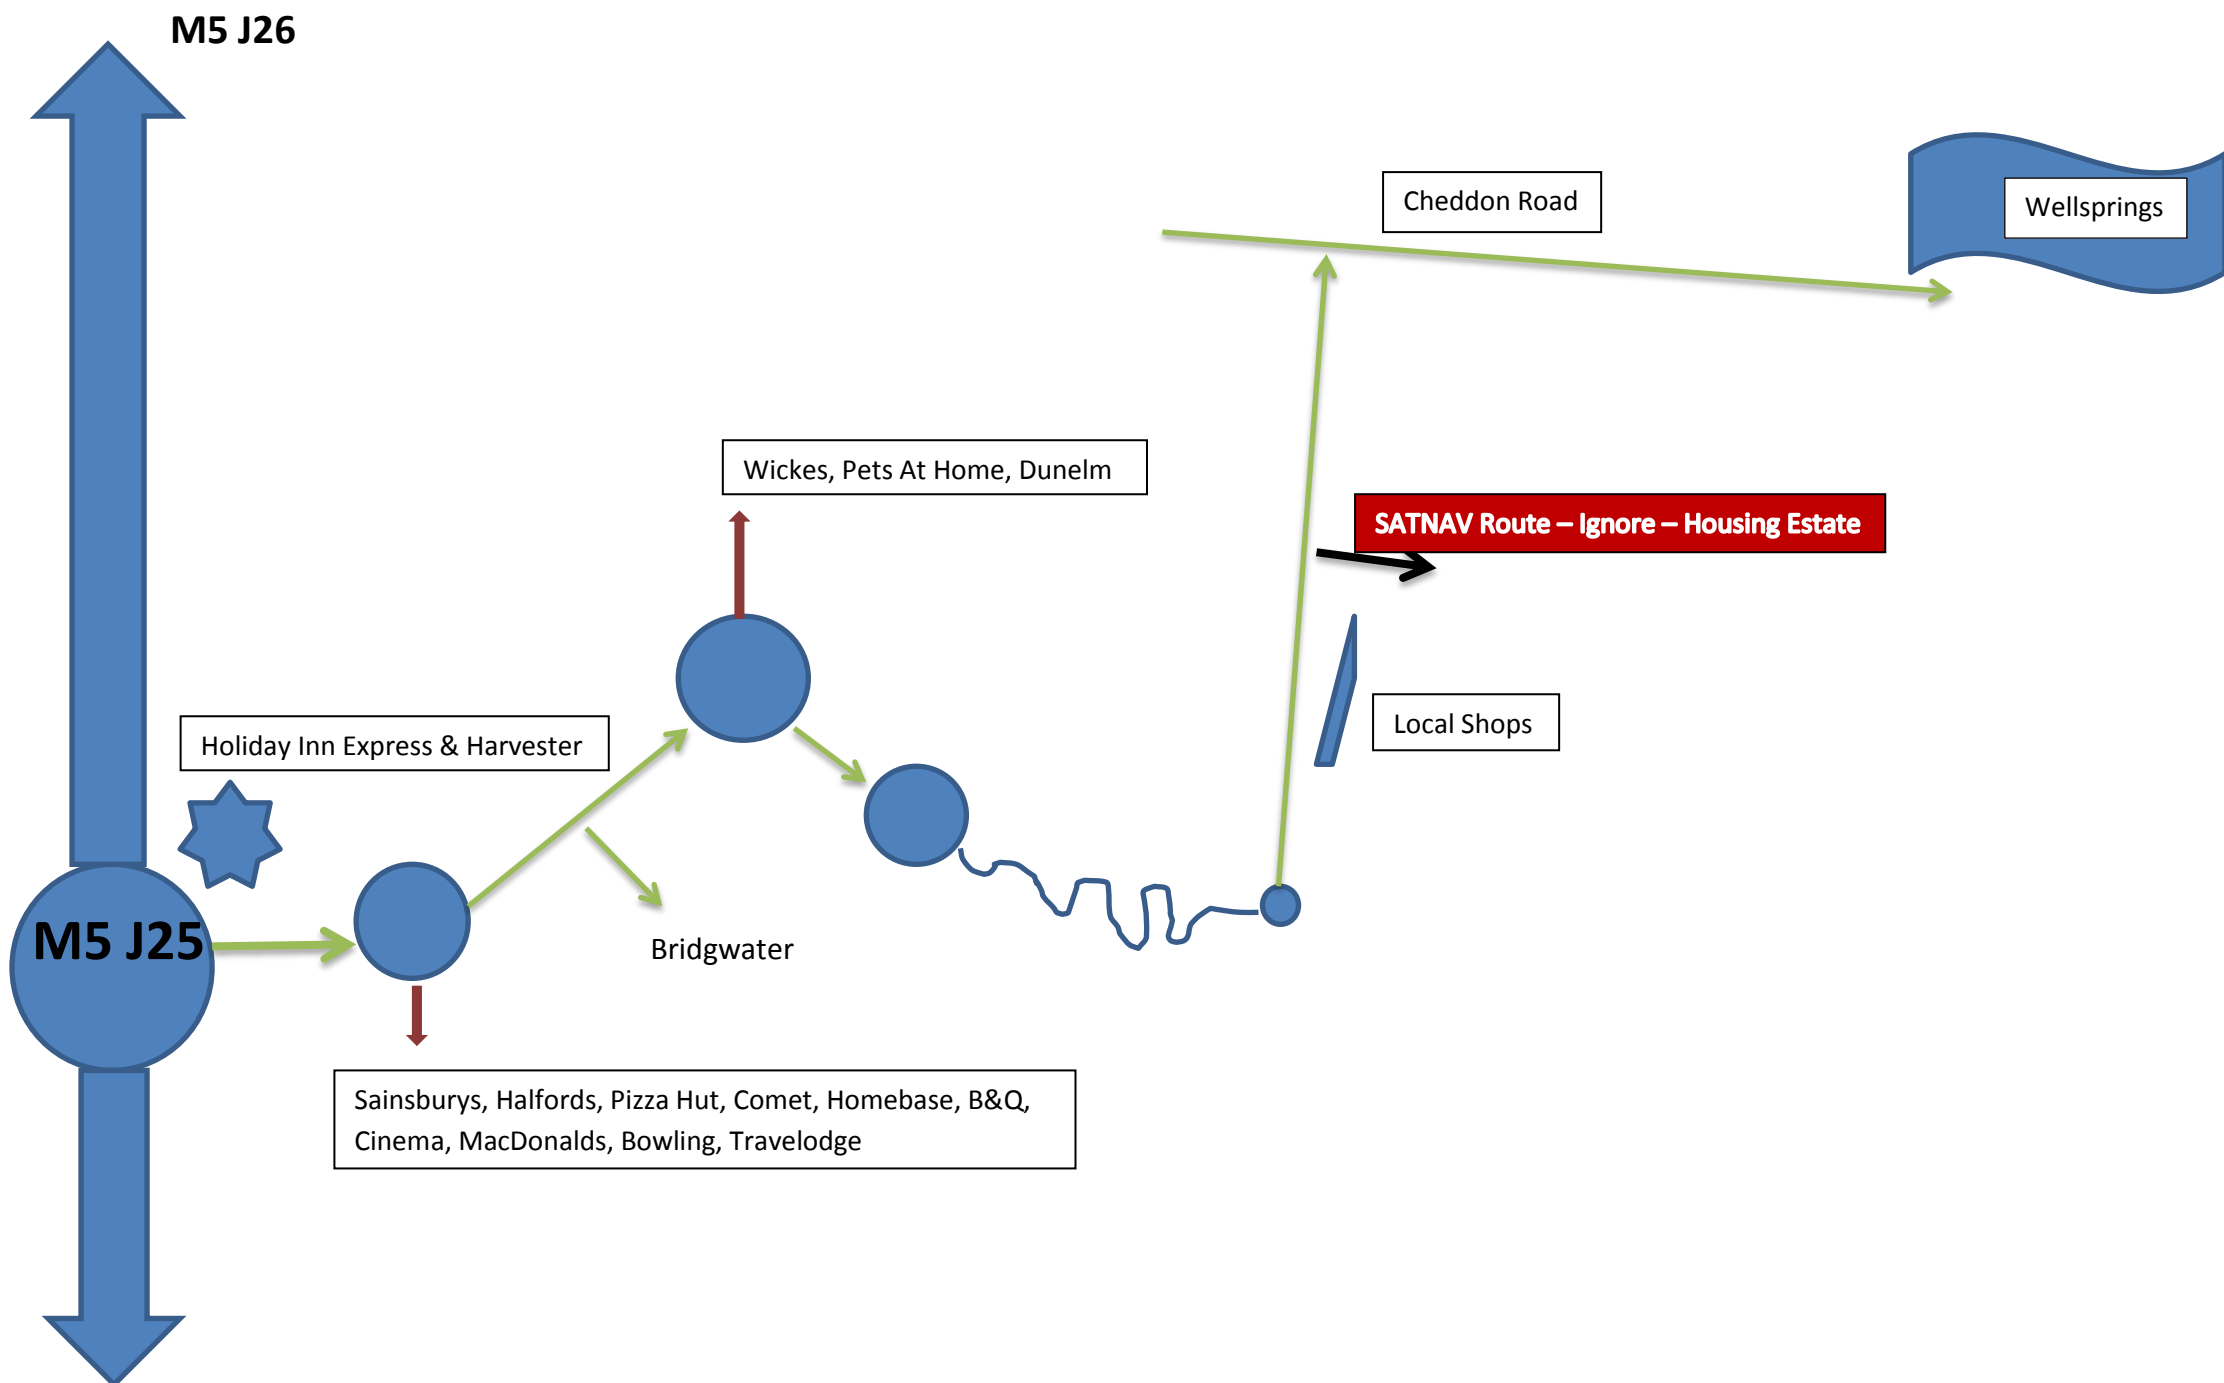 M5 J26
Cheddon Road
Wellsprings
Wickes, Pets At Home, Dunelm
SATNAV Route – Ignore – Housing Estate
Local Shops
Holiday Inn Express & Harvester
M5 J25
Bridgwater
Sainsburys, Halfords, Pizza Hut, Comet, Homebase, B&Q,
Cinema, MacDonalds, Bowling, Travelodge